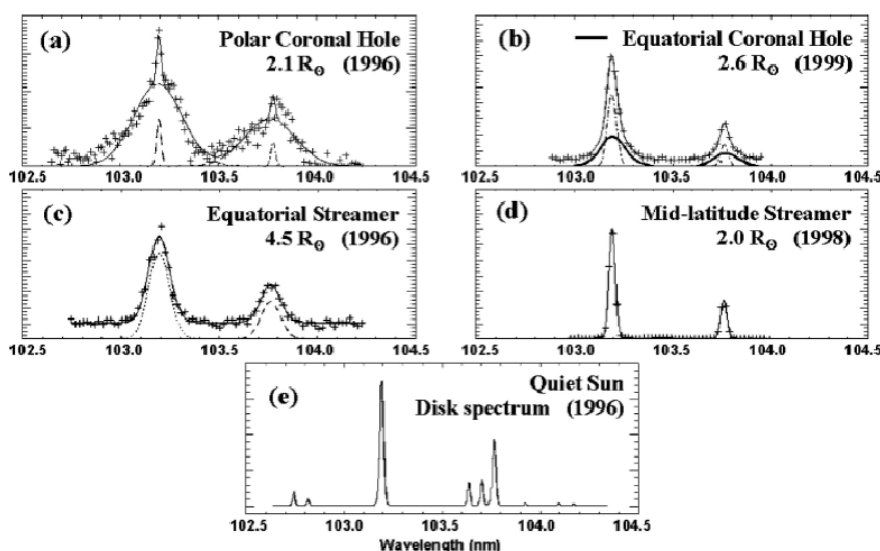 (a) Polar Coronal Hole
2.1 R☉ (1996)
102.5 103.0 103.5 104.0 104.5
(b) Equatorial Coronal Hole
2.6 R☉ (1999)
102.5 103.0 103.5 104.0 104.5
(c) Equatorial Streamer
4.5 R☉ (1996)
102.5 103.0 103.5 104.0 104.5
(d) Mid-latitude Streamer
2.0 R☉ (1998)
102.5 103.0 103.5 104.0 104.5
(e) Quiet Sun
Disk spectrum (1996)
102.5 103.0 103.5 104.0 104.5
Wavelength (nm)